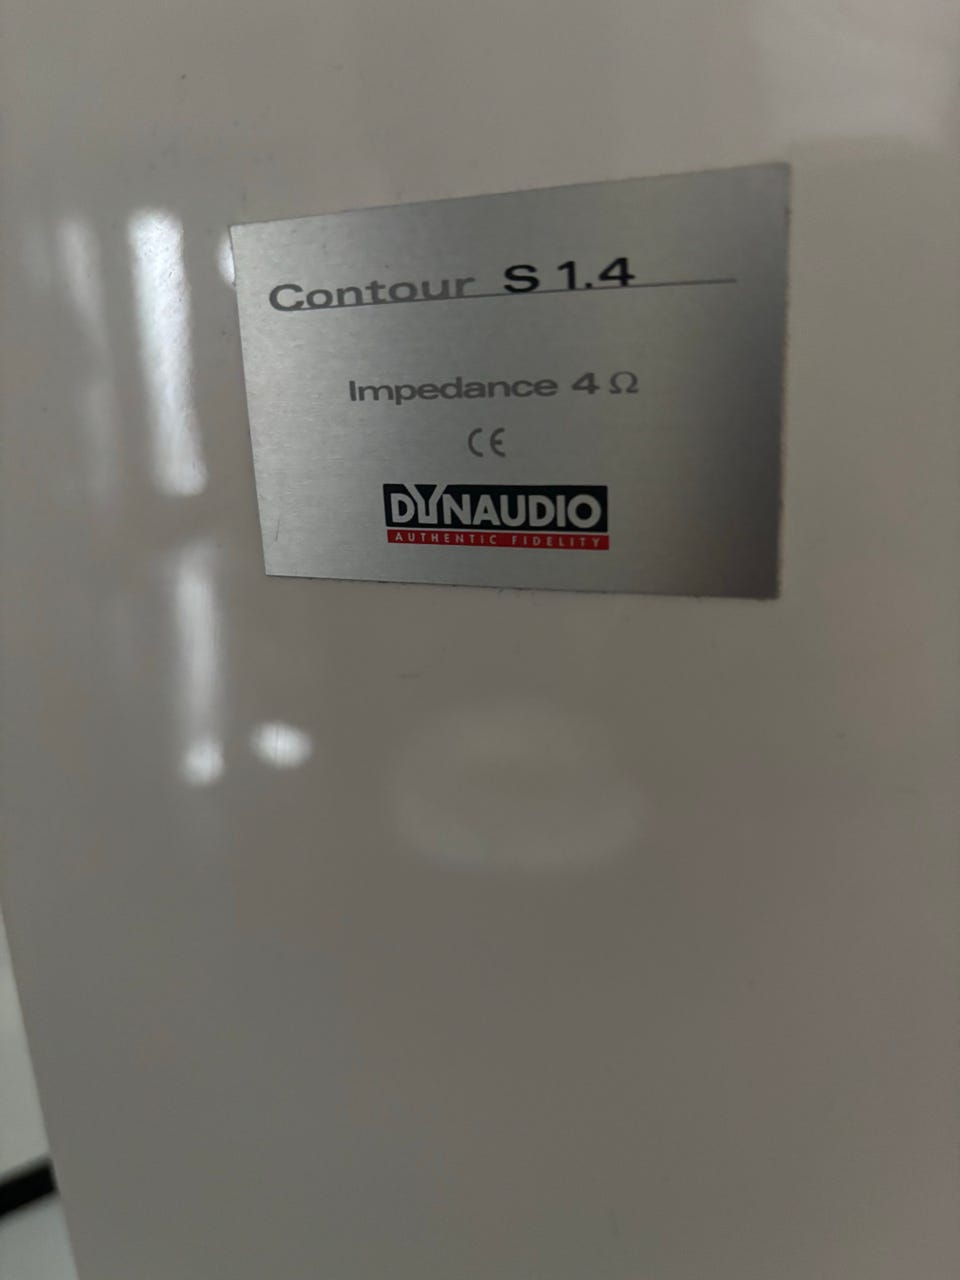 Contour S 1.4
Impedance 4 Ω
CE
DYNAUDIO
AUTHENTIC FIDELITY